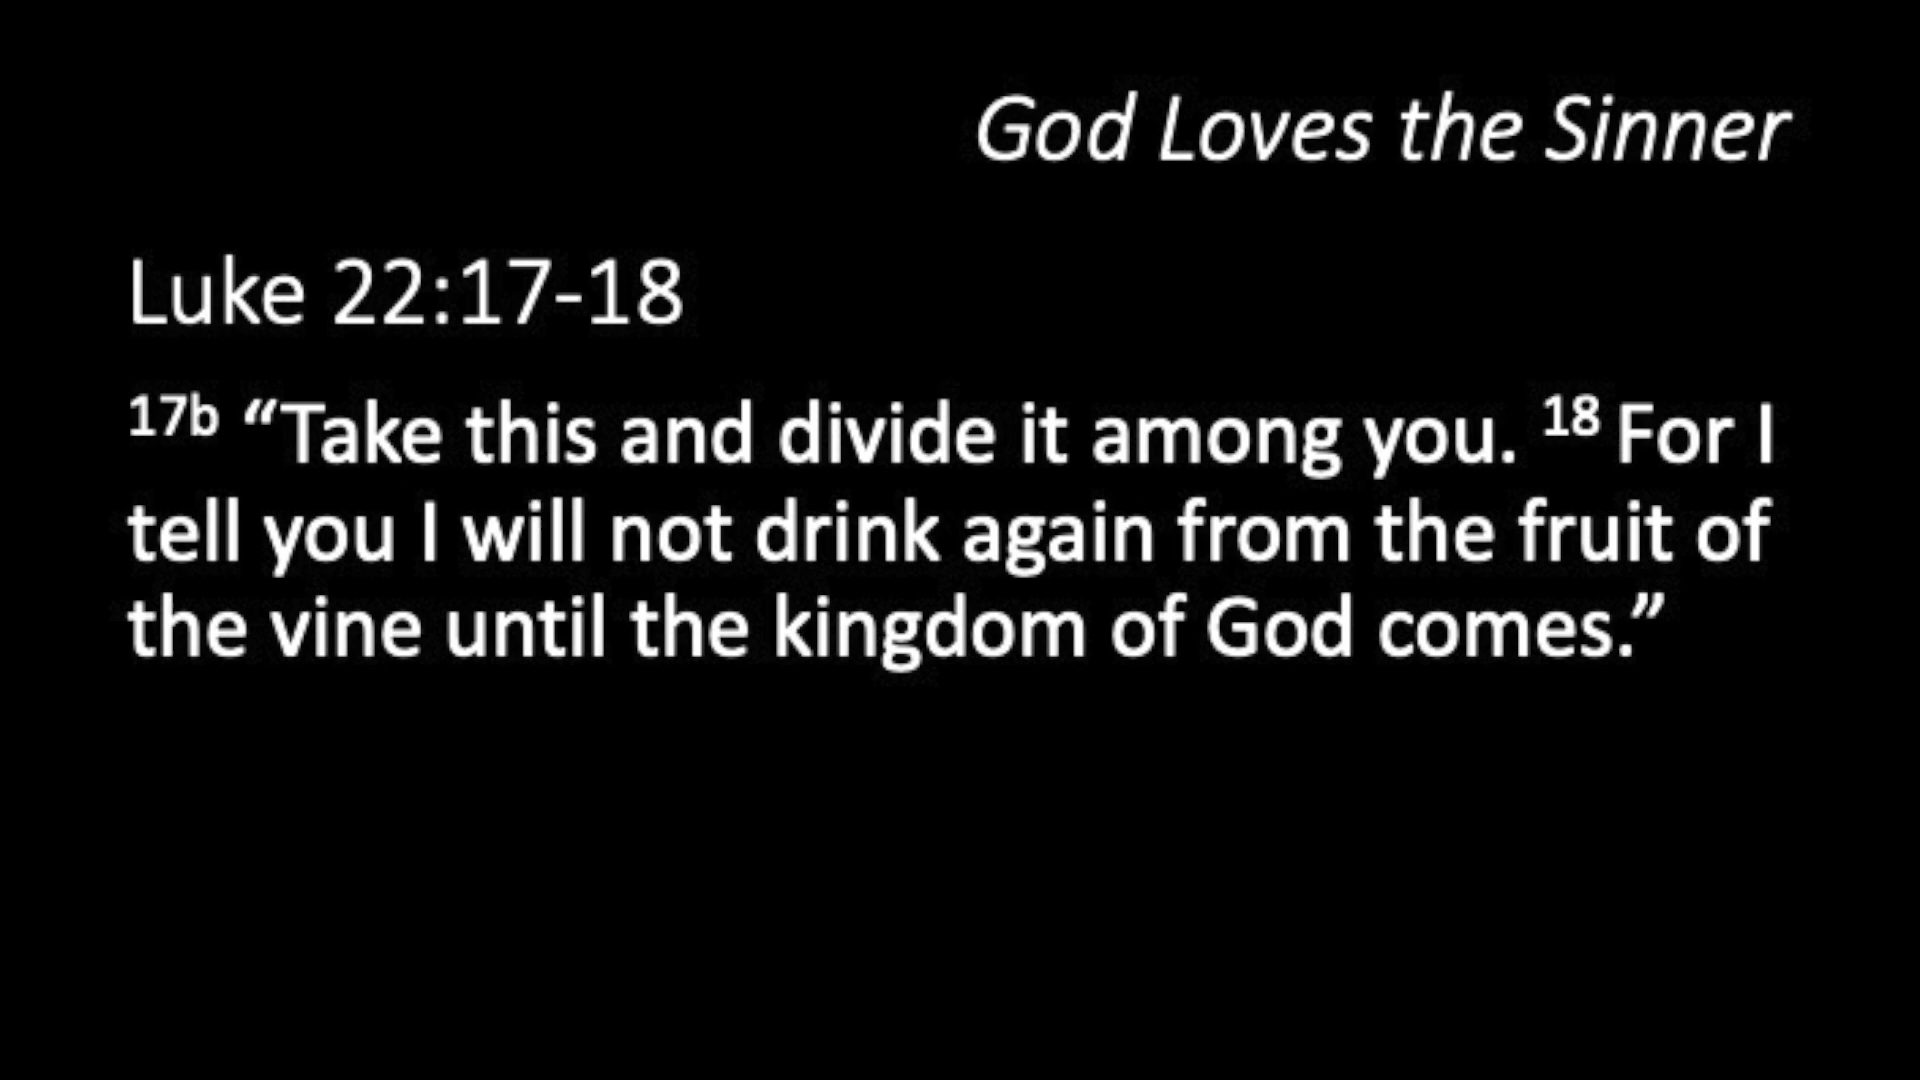 God Loves the Sinner
Luke 22:17-18
17b “Take this and divide it among you. 18 For I
tell you I will not drink again from the fruit of
the vine until the kingdom of God comes.”